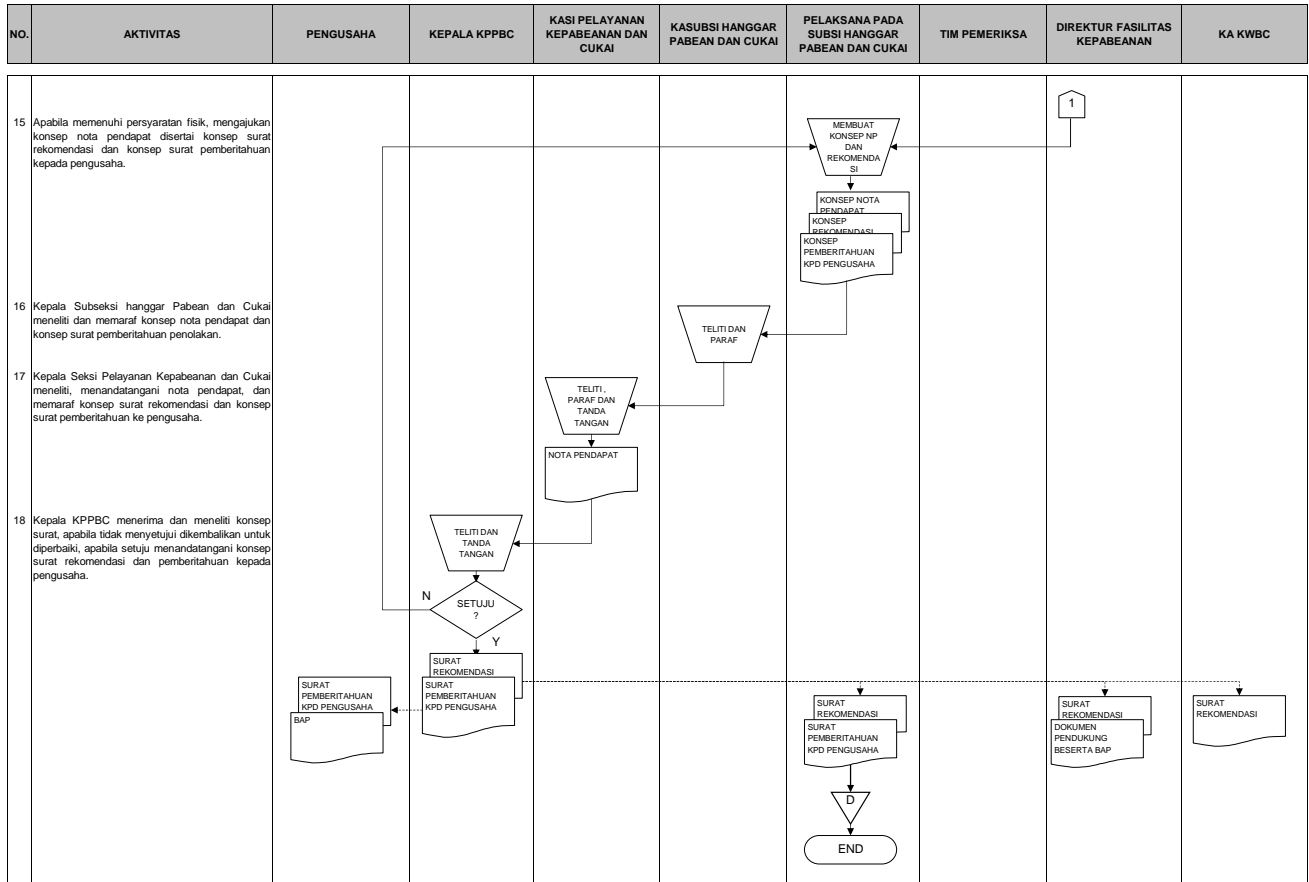 NO.
AKTIVITAS
PENGUSAHA
KEPALA KPPBC
KASI PELAYANAN
KEPABEANAN DAN
CUKAI
KASUBSI HANGGAR
PABEAN DAN CUKAI
PELAKSANA PADA
SUBSI HANGGAR
PABEAN DAN CUKAI
TIM PEMERIKSA
DIREKTUR FASILITAS
KEPABEANAN
KA KWBC
1
15 Apabila memenuhi persyaratan fisik, mengajukan
konsep nota pendapat disertai konsep surat
rekomendasi dan konsep surat pemberitahuan
kepada pengusaha.
MEMBUAT
KONSEP NP
DAN
REKOMENDA
SI
KONSEP NOTA
PENDAPAT
KONSEP
REKOMENDASI
KONSEP
PEMBERITAHUAN
KPD PENGUSAHA
16 Kepala Subseksi hanggar Pabean dan Cukai
meneliti dan memaraf konsep nota pendapat dan
konsep surat pemberitahuan penolakan.
TELITI DAN
PARAF
17 Kepala Seksi Pelayanan Kepabeanan dan Cukai
meneliti, menandatangani nota pendapat, dan
memaraf konsep surat rekomendasi dan konsep
surat pemberitahuan ke pengusaha.
TELITI ,
PARAF DAN
TANDA
TANGAN
NOTA PENDAPAT
18 Kepala KPPBC menerima dan meneliti konsep
surat, apabila tidak menyetujui dikembalikan untuk
diperbaiki, apabila setuju menandatangani konsep
surat rekomendasi dan pemberitahuan kepada
pengusaha.
TELITI DAN
TANDA
TANGAN
N
SETUJU
?
Y
SURAT
REKOMENDASI
SURAT
PEMBERITAHUAN
KPD PENGUSAHA
SURAT
PEMBERITAHUAN
KPD PENGUSAHA
BAP
SURAT
REKOMENDASI
SURAT
PEMBERITAHUAN
KPD PENGUSAHA
SURAT
REKOMENDASI
DOKUMEN
PENDUKUNG
BESERTA BAP
SURAT
REKOMENDASI
D
END